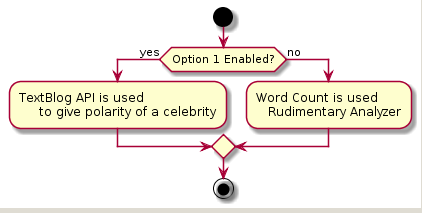 yes
Option 1 Enabled?
no
TextBlog API is used
to give polarity of a celebrity
Word Count is used
Rudimentary Analyzer